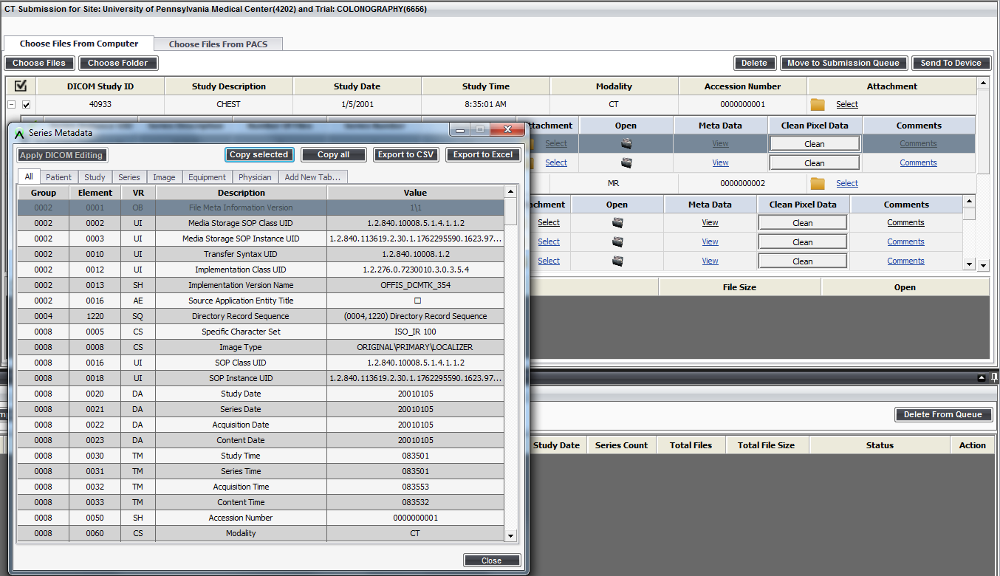 CT Submission for Site: University of Pennsylvania Medical Center(4202) and Trial: COLONOGRAPHY(6656)
Choose Files From Computer Choose Files From PACS
Choose Files Choose Folder Delete Move to Submission Queue Send To Device
DICOM Study ID Study Description Study Date Study Time Modality Accession Number Attachment
40933 CHEST 1/5/2001 8:35:01 AM CT 0000000001 Select
ttachment Open Meta Data Clean Pixel Data Comments
Select View Clean Comments
Select View Clean Comments
MR 0000000002 Select
achment Open Meta Data Clean Pixel Data Comments
Select View Clean Comments
Select View Clean Comments
Select View Clean Comments
File Size Open
Delete From Queue
Study Date Series Count Total Files Total File Size Status Action
Series Metadata
Apply DICOM Editing Copy selected Copy all Export to CSV Export to Excel
All Patient Study Series Image Equipment Physician Add New Tab...
Group Element VR Description Value
0002 0001 OB File Meta Information Version 1\1
0002 0002 UI Media Storage SOP Class UID 1.2.840.10008.5.1.4.1.1.2
0002 0003 UI Media Storage SOP Instance UID 1.2.840.113619.2.30.1.1762295590.1623.97...
0002 0010 UI Transfer Syntax UID 1.2.840.10008.1.2
0002 0012 UI Implementation Class UID 1.2.276.0.7230010.3.0.3.5.4
0002 0013 SH Implementation Version Name OFFIS_DCMTK_354
0002 0016 AE Source Application Entity Title □
0004 1220 SQ Directory Record Sequence (0004,1220) Directory Record Sequence
0008 0005 CS Specific Character Set ISO_IR 100
0008 0008 CS Image Type ORIGINAL\PRIMARY\LOCALIZER
0008 0016 UI SOP Class UID 1.2.840.10008.5.1.4.1.1.2
0008 0018 UI SOP Instance UID 1.2.840.113619.2.30.1.1762295590.1623.97...
0008 0020 DA Study Date 20010105
0008 0021 DA Series Date 20010105
0008 0022 DA Acquisition Date 20010105
0008 0023 DA Content Date 20010105
0008 0030 TM Study Time 083501
0008 0031 TM Series Time 083501
0008 0032 TM Acquisition Time 083553
0008 0033 TM Content Time 083532
0008 0050 SH Accession Number 0000000001
0008 0060 CS Modality CT
Close